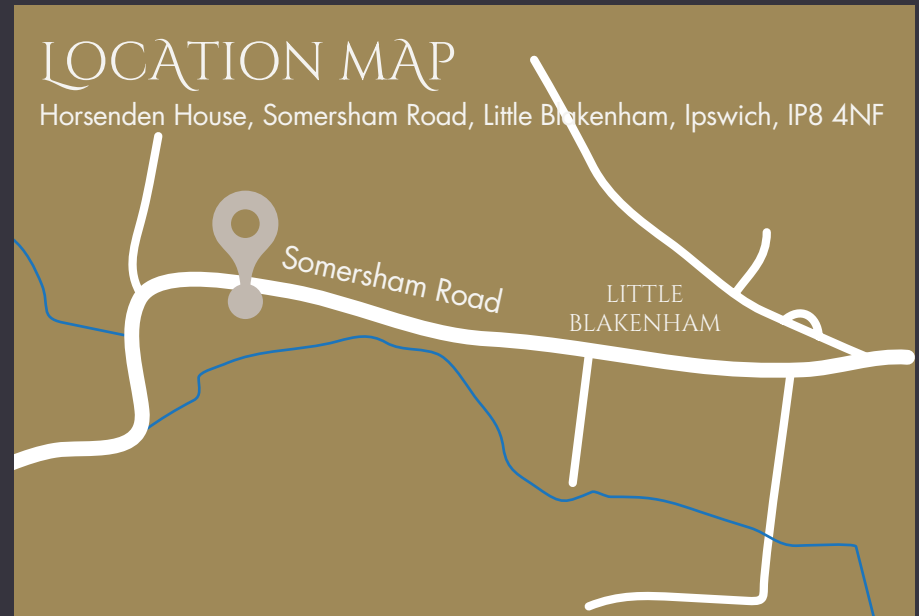 LOCATION MAP
Horsenden House, Somersham Road, Little Blakenham, Ipswich, IP8 4NF
Somersham Road
LITTLE
BLAKENHAM